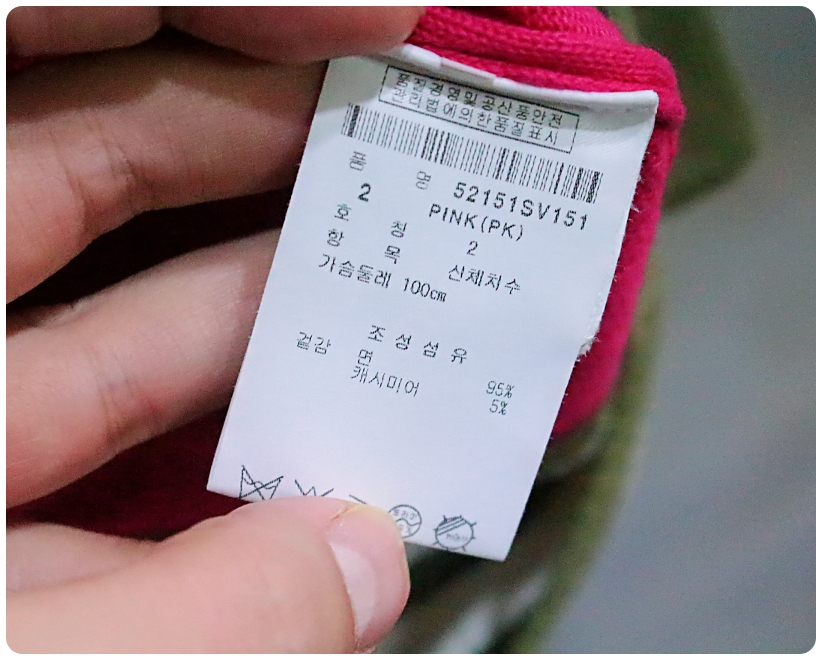 품질경영및공산품안전
관리법에의한품질표시
품 명
52151SV151
2
PINK(PK)
호 칭
2
항 목
신체치수
가슴둘레 100cm
조성섬유
겉감 면 95%
캐시미어 5%